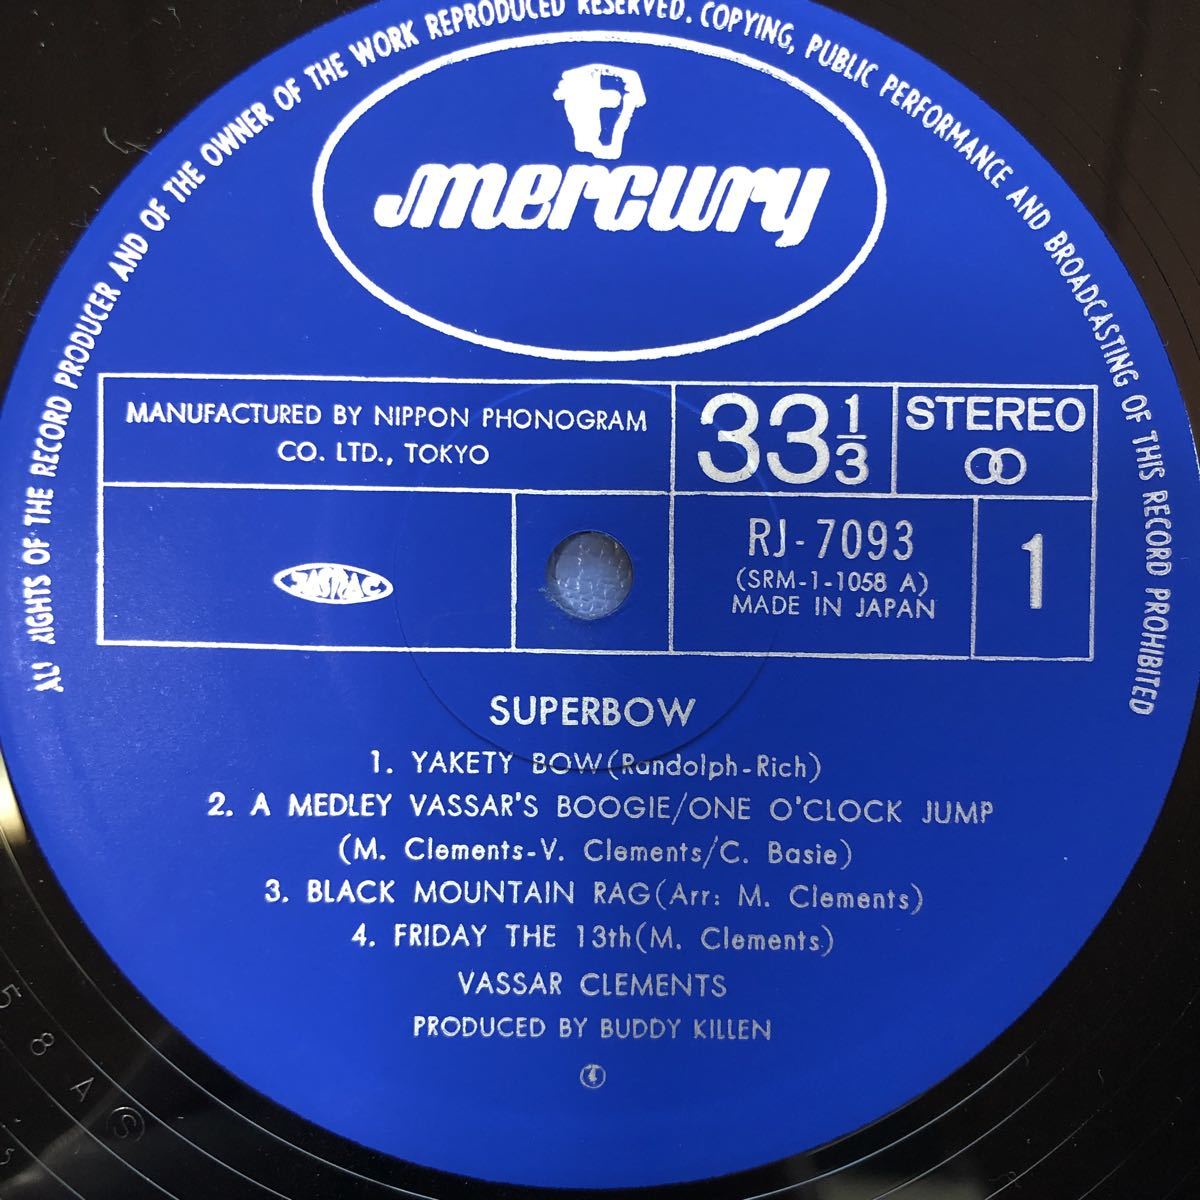 ALL RIGHTS OF THE RECORD PRODUCER AND OF THE OWNER OF THE WORK REPRODUCED RESERVED. COPYING, PUBLIC PERFORMANCE AND BROADCASTING OF THIS RECORD PROHIBITED
mercury
MANUFACTURED BY NIPPON PHONOGRAM
CO. LTD., TOKYO
33 1/3
STEREO
JASRAC
RJ-7093
(SRM-1-1058 A)
MADE IN JAPAN
1
SUPERBOW
1. YAKETY BOW(Randolph-Rich)
2. A MEDLEY VASSAR'S BOOGIE/ONE O'CLOCK JUMP
(M. Clements-V. Clements/C. Basie)
3. BLACK MOUNTAIN RAG(Arr: M. Clements)
4. FRIDAY THE 13th(M. Clements)
VASSAR CLEMENTS
PRODUCED BY BUDDY KILLEN
58 A S